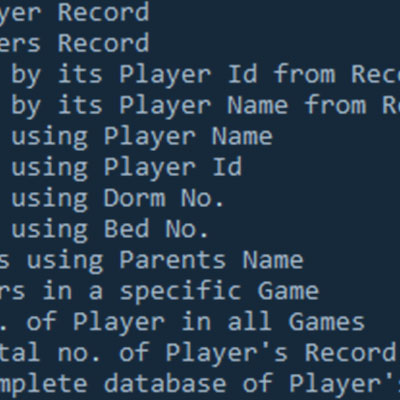 yer Record
ers Record
by its Player Id from Rec
by its Player Name from R
using Player Name
using Player Id
using Dorm No.
using Bed No.
s using Parents Name
rs in a specific Game
. of Player in all Games
tal no. of Player's Record
mplete database of Player's